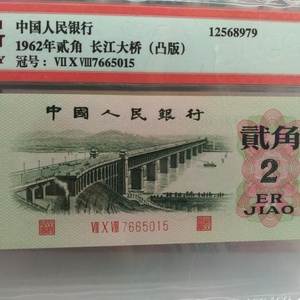 中国人民银行 12568979
1962年贰角 长江大桥（凸版）
冠号：Ⅶ Ⅹ Ⅷ7665015
中國人民銀行
貳角
2
ER
JIAO
Ⅶ Ⅹ Ⅷ 7665015